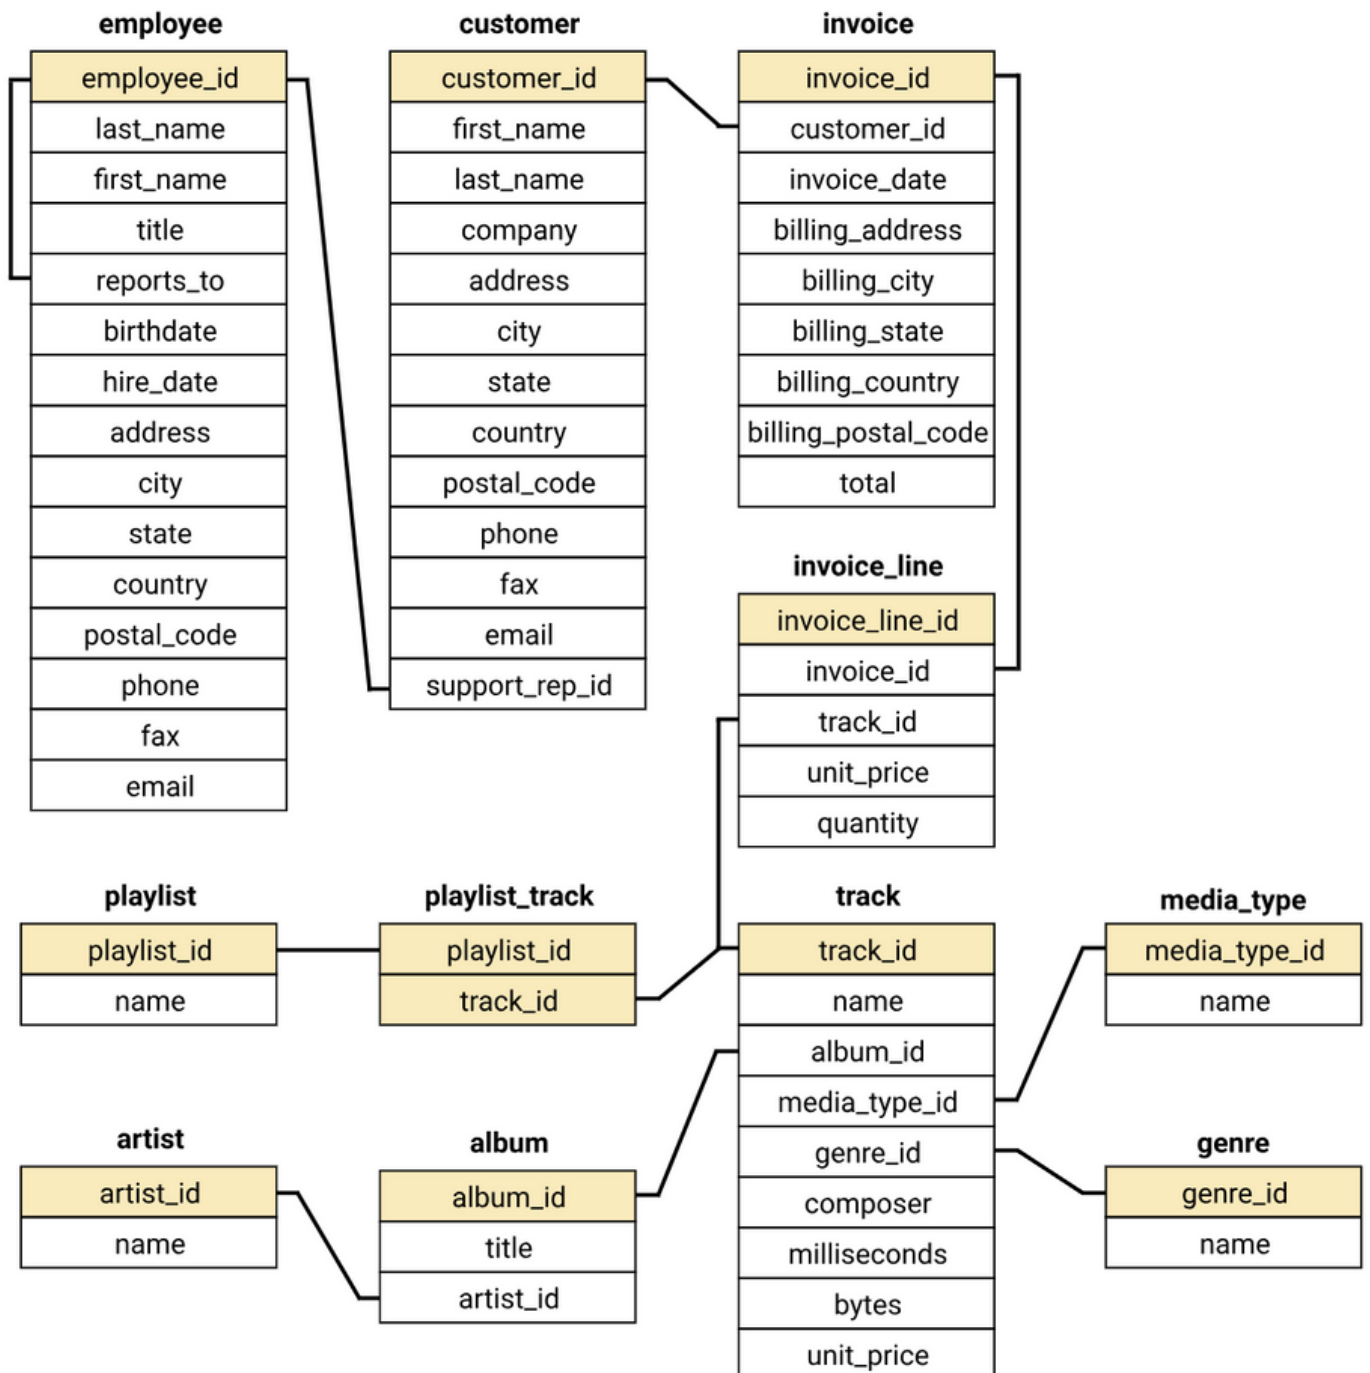 employee
employee_id
last_name
first_name
title
reports_to
birthdate
hire_date
address
city
state
country
postal_code
phone
fax
email
customer
customer_id
first_name
last_name
company
address
city
state
country
postal_code
phone
fax
email
support_rep_id
invoice
invoice_id
customer_id
invoice_date
billing_address
billing_city
billing_state
billing_country
billing_postal_code
total
invoice_line
invoice_line_id
invoice_id
track_id
unit_price
quantity
playlist
playlist_id
name
playlist_track
playlist_id
track_id
track
track_id
name
album_id
media_type_id
genre_id
composer
milliseconds
bytes
unit_price
media_type
media_type_id
name
artist
artist_id
name
album
album_id
title
artist_id
genre
genre_id
name